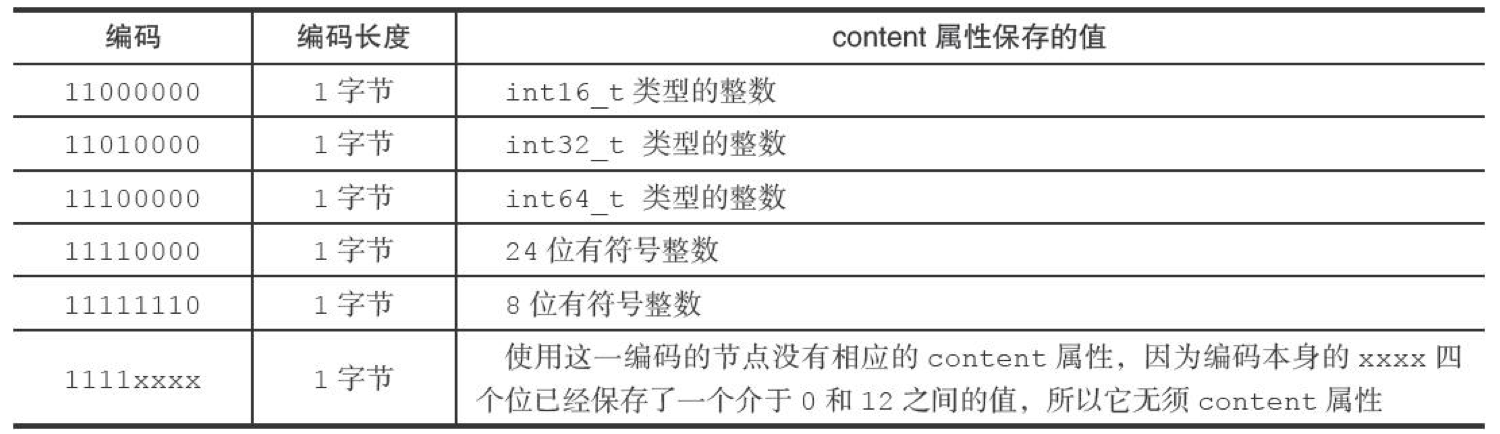 编码 编码长度 content 属性保存的值
11000000 1 字节 int16_t 类型的整数
11010000 1 字节 int32_t 类型的整数
11100000 1 字节 int64_t 类型的整数
11110000 1 字节 24 位有符号整数
11111110 1 字节 8 位有符号整数
1111xxxx 1 字节 使用这一编码的节点没有相应的 content 属性，因为编码本身的 xxxx 四
个位已经保存了一个介于 0 和 12 之间的值，所以它无须 content 属性